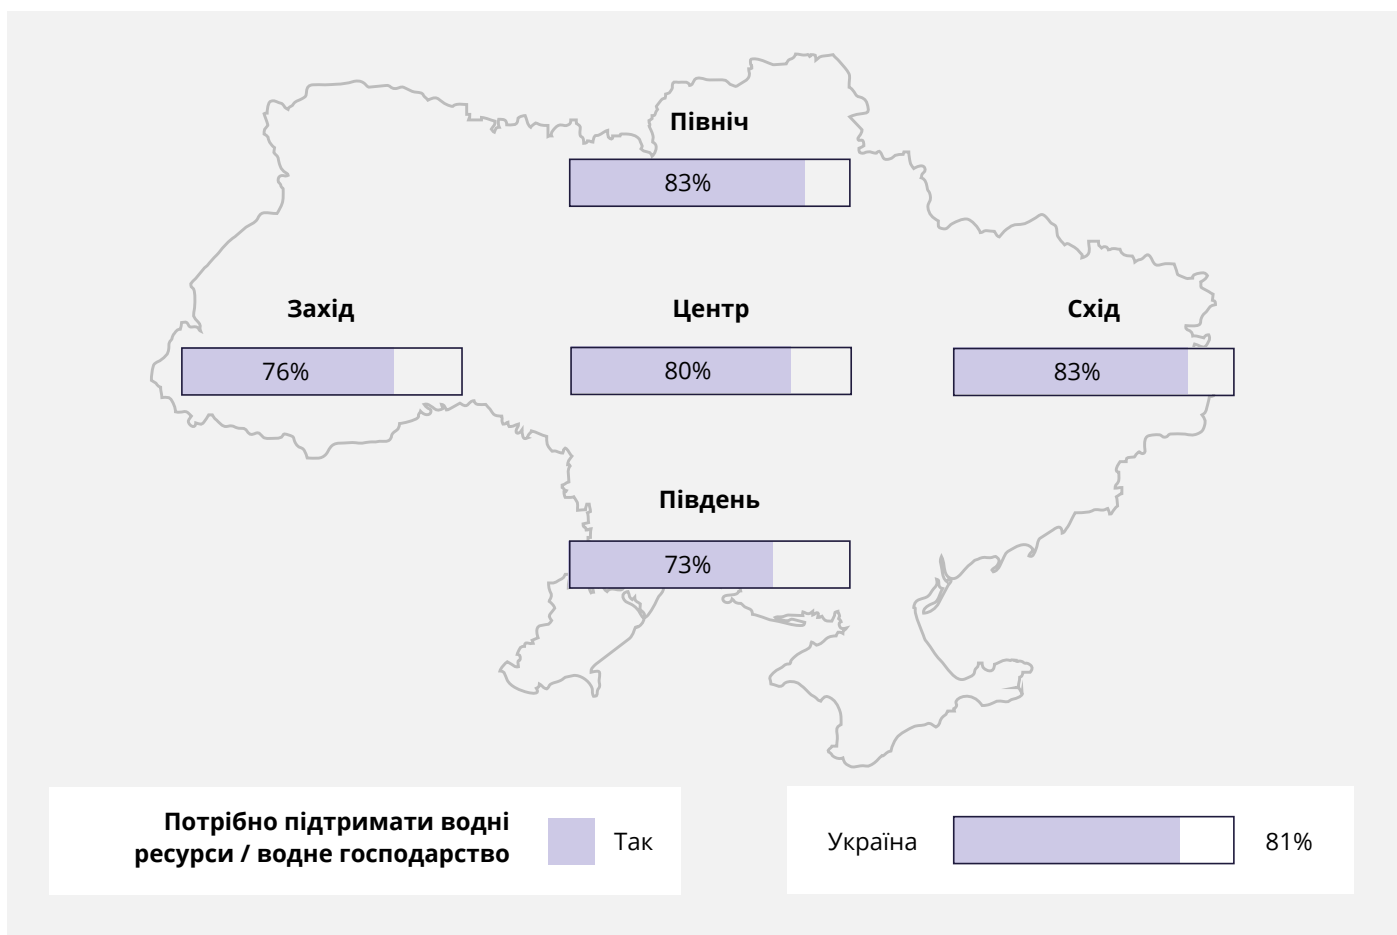 Північ
83%
Захід
Центр
Схід
76%
80%
83%
Південь
73%
Потрібно підтримати водні
ресурси / водне господарство
Так
Україна
81%